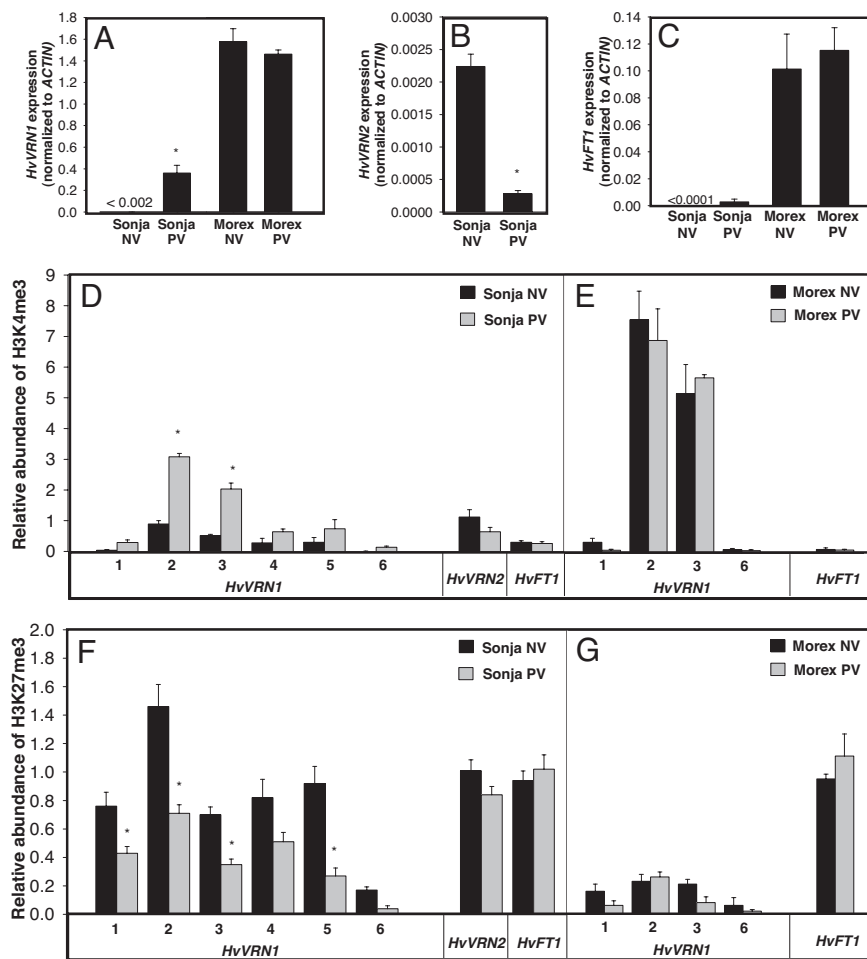 A
HvVRN1 expression
(normalized to ACTIN)
1.8
1.6
1.4
1.2
1.0
0.8
0.6
0.4
0.2
0.0
< 0.002
*
Sonja NV
Sonja PV
Morex NV
Morex PV
B
HvVRN2 expression
(normalized to ACTIN)
0.0030
0.0025
0.0020
0.0015
0.0010
0.0005
0.0000
*
Sonja NV
Sonja PV
C
HvFT1 expression
(normalized to ACTIN)
0.14
0.12
0.10
0.08
0.06
0.04
0.02
0.00
<0.0001
Sonja NV
Sonja PV
Morex NV
Morex PV
Relative abundance of H3K4me3
9
8
7
6
5
4
3
2
1
0
D
Sonja NV
Sonja PV
*
*
1 2 3 4 5 6
HvVRN1
HvVRN2
HvFT1
E
Morex NV
Morex PV
1 2 3 6
HvVRN1
HvFT1
Relative abundance of H3K27me3
2.0
1.8
1.6
1.4
1.2
1.0
0.8
0.6
0.4
0.2
0.0
F
Sonja NV
Sonja PV
*
*
*
*
1 2 3 4 5 6
HvVRN1
HvVRN2
HvFT1
G
Morex NV
Morex PV
1 2 3 6
HvVRN1
HvFT1